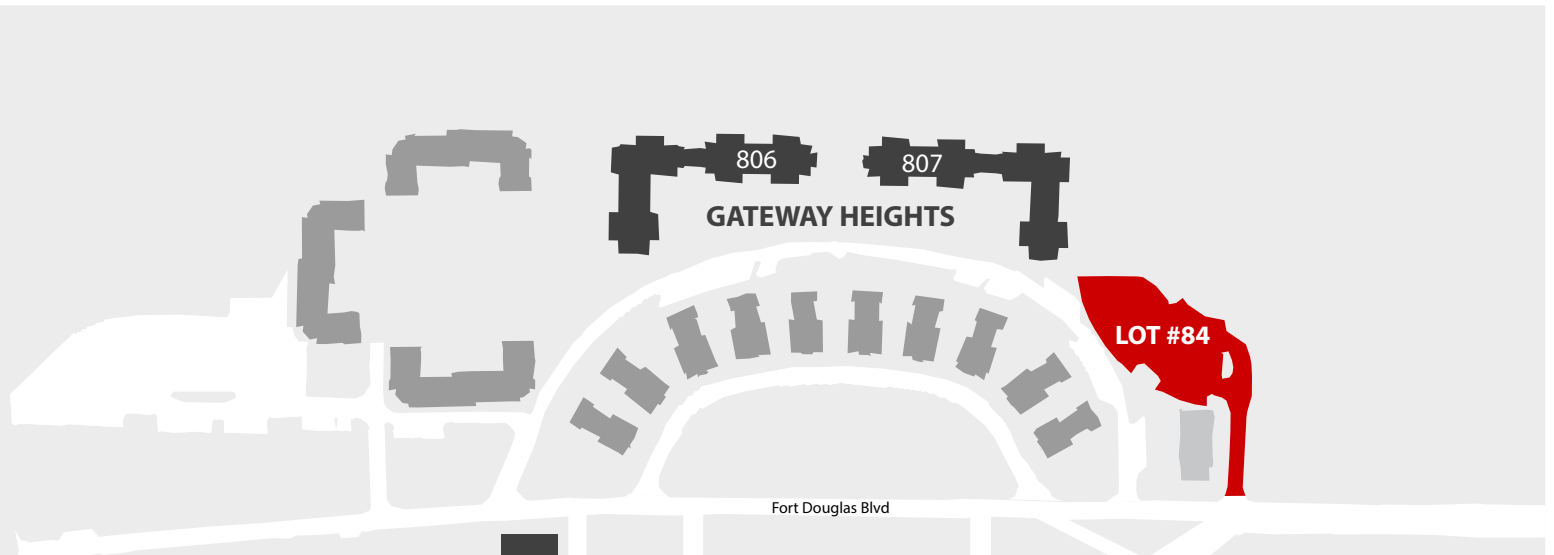 806
807
GATEWAY HEIGHTS
LOT #84
Fort Douglas Blvd